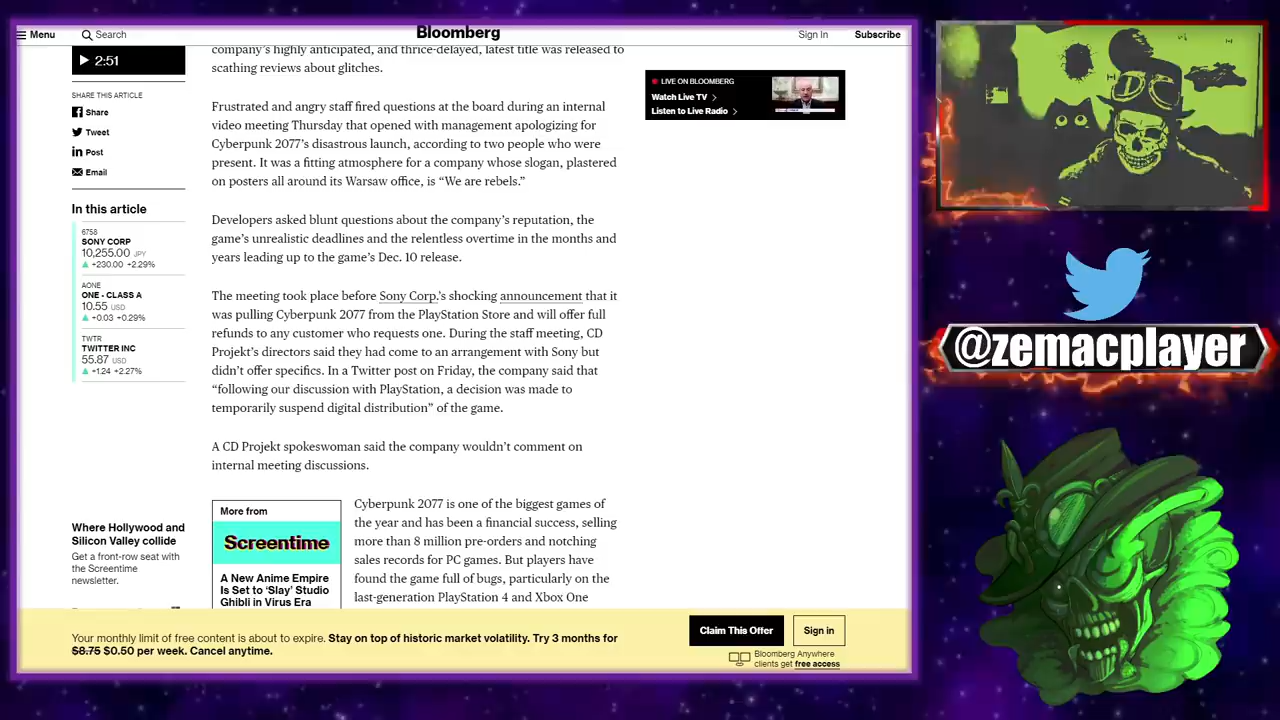 Menu
Search
Bloomberg
Sign In
Subscribe
2:51
SHARE THIS ARTICLE
Share
Tweet
Post
Email
In this article
6758
SONY CORP
10,255.00 JPY
+230.00 +2.29%
AONE
ONE - CLASS A
10.55 USD
+0.03 +0.29%
TWTR
TWITTER INC
55.87 USD
+1.24 +2.27%
Where Hollywood and
Silicon Valley collide
Get a front-row seat with
the Screentime
newsletter.
company's highly anticipated, and thrice-delayed, latest title was released to
scathing reviews about glitches.
Frustrated and angry staff fired questions at the board during an internal
video meeting Thursday that opened with management apologizing for
Cyberpunk 2077's disastrous launch, according to two people who were
present. It was a fitting atmosphere for a company whose slogan, plastered
on posters all around its Warsaw office, is “We are rebels.”
Developers asked blunt questions about the company's reputation, the
game's unrealistic deadlines and the relentless overtime in the months and
years leading up to the game's Dec. 10 release.
The meeting took place before Sony Corp.'s shocking announcement that it
was pulling Cyberpunk 2077 from the PlayStation Store and will offer full
refunds to any customer who requests one. During the staff meeting, CD
Projekt's directors said they had come to an arrangement with Sony but
didn't offer specifics. In a Twitter post on Friday, the company said that
“following our discussion with PlayStation, a decision was made to
temporarily suspend digital distribution” of the game.
A CD Projekt spokeswoman said the company wouldn't comment on
internal meeting discussions.
More from
Screentime
A New Anime Empire
Is Set to ‘Slay’ Studio
Ghibli in Virus Era
Cyberpunk 2077 is one of the biggest games of
the year and has been a financial success, selling
more than 8 million pre-orders and notching
sales records for PC games. But players have
found the game full of bugs, particularly on the
last-generation PlayStation 4 and Xbox One
LIVE ON BLOOMBERG
Watch Live TV
Listen to Live Radio
Your monthly limit of free content is about to expire. Stay on top of historic market volatility. Try 3 months for
$8.75 $0.50 per week. Cancel anytime.
Claim This Offer
Sign in
Bloomberg Anywhere
clients get free access
@zemacplayer